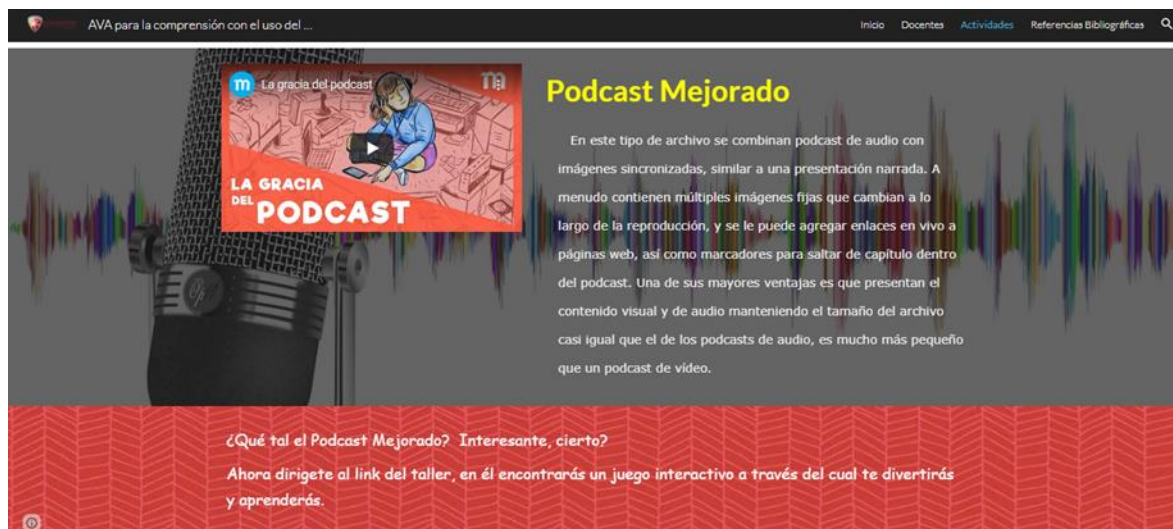 AVA para la comprensión con el uso del ...
Inicio Docentes Actividades Referencias Bibliográficas
La gracia del podcast
LA GRACIA
DEL PODCAST
Podcast Mejorado
En este tipo de archivo se combinan podcast de audio con
imágenes sincronizadas, similar a una presentación narrada. A
menudo contienen múltiples imágenes fijas que cambian a lo
largo de la reproducción, y se le puede agregar enlaces en vivo a
páginas web, así como marcadores para saltar de capítulo dentro
del podcast. Una de sus mayores ventajas es que presentan el
contenido visual y de audio manteniendo el tamaño del archivo
casi igual que el de los podcasts de audio, es mucho más pequeño
que un podcast de vídeo.
¿Qué tal el Podcast Mejorado? Interesante, cierto?
Ahora dirigete al link del taller, en él encontrarás un juego interactivo a través del cual te divertirás
y aprenderás.